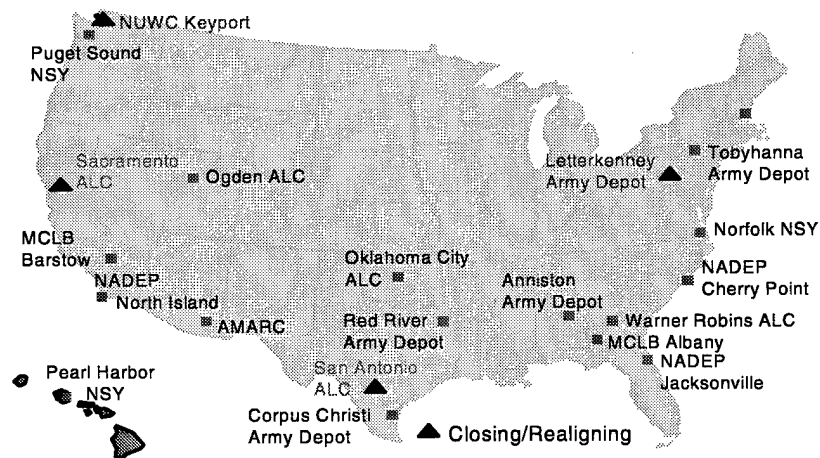 NUWC Keyport
Puget Sound
NSY
Sacramento
ALC
Ogden ALC
Letterkenney
Army Depot
Tobyhanna
Army Depot
Norfolk NSY
MCLB
Barstow
NADEP
North Island
AMARC
Oklahoma City
ALC
Red River
Army Depot
Anniston
Army Depot
NADEP
Cherry Point
Warner Robins ALC
MCLB Albany
NADEP
Jacksonville
San Antonio
ALC
Corpus Christi
Army Depot
Pearl Harbor
NSY
Closing/Realigning